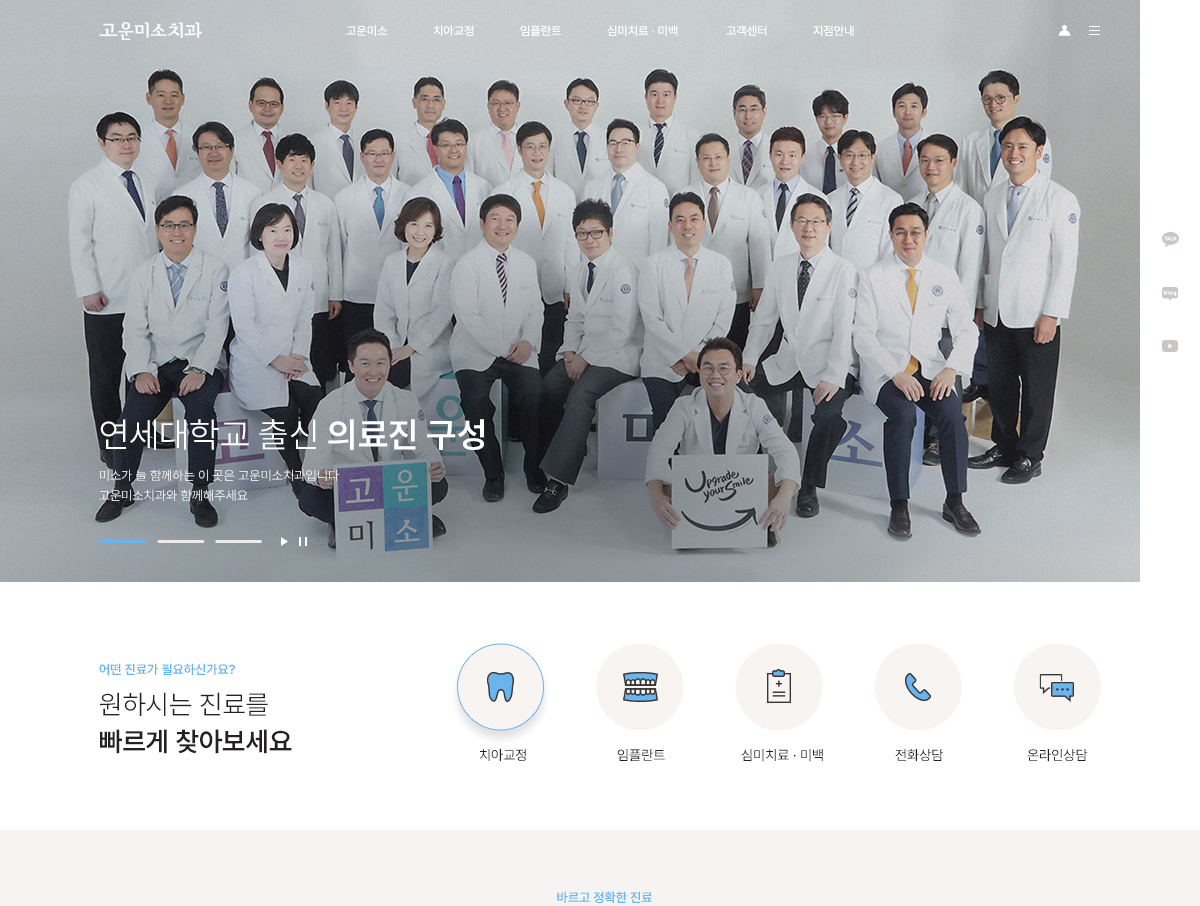 고운미소치과
고운미소
치아교정
임플란트
심미치료 · 미백
고객센터
지점안내
TALK
blog
연세대학교 출신 의료진 구성
미소가 늘 함께하는 이 곳은 고운미소치과입니다
고운미소치과와 함께해주세요
고운
미소
고
운
미
소
Upgrade
your Smile
어떤 진료가 필요하신가요?
원하시는 진료를
빠르게 찾아보세요
치아교정
임플란트
심미치료 · 미백
전화상담
온라인상담
바르고 정확한 진료